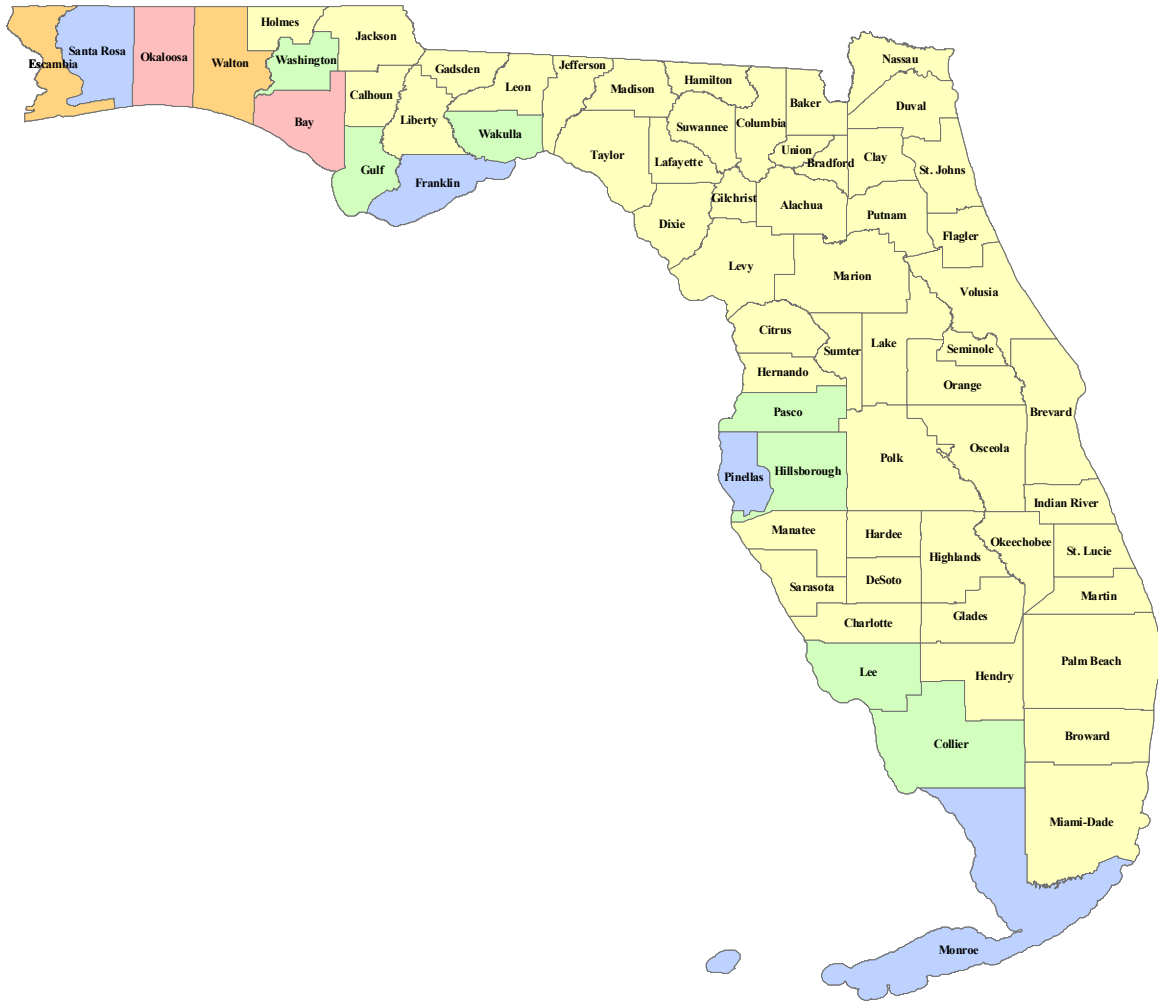 Holmes
Jackson
Santa Rosa
Okaloosa
Escambia
Walton
Washington
Gadsden
Jefferson
Leon
Madison
Hamilton
Nassau
Calhoun
Baker
Duval
Bay
Liberty
Wakulla
Suwannee
Columbia
Union
Bradford
Clay
Taylor
Lafayette
Gulf
Franklin
St. Johns
Gilchrist
Alachua
Putnam
Dixie
Flagler
Levy
Marion
Volusia
Citrus
Sumter
Lake
Seminole
Hernando
Orange
Pasco
Brevard
Osceola
Polk
Pinellas
Hillsborough
Indian River
Manatee
Hardee
Okeechobee
St. Lucie
Highlands
DeSoto
Sarasota
Martin
Charlotte
Glades
Palm Beach
Lee
Hendry
Broward
Collier
Miami-Dade
Monroe